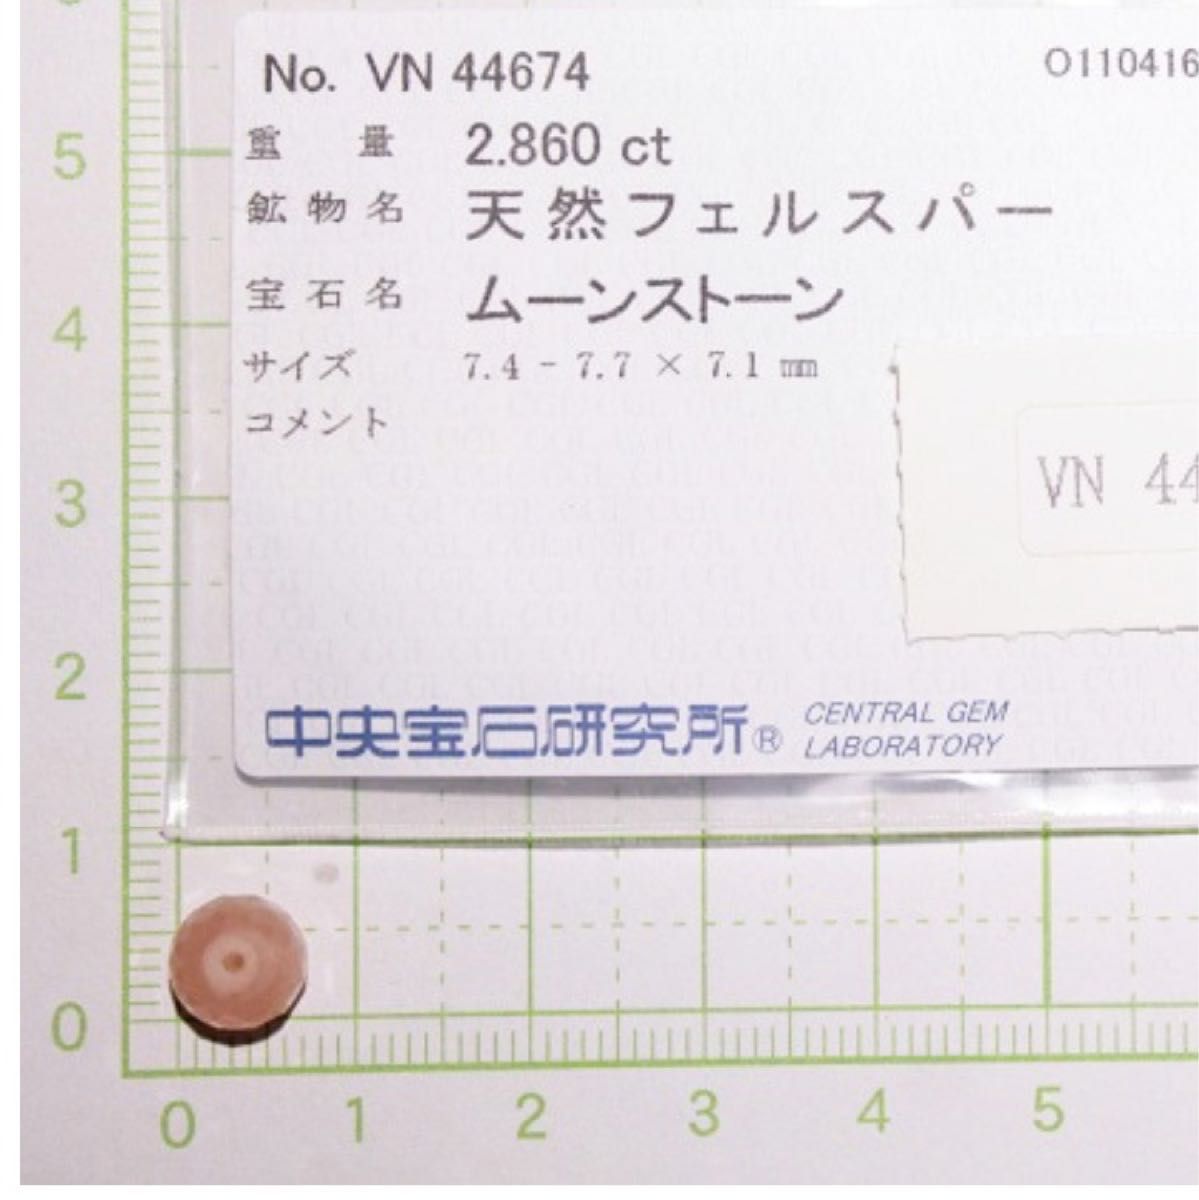 No. VN 44674
O110416
重 量 2.860 ct
鉱物名 天然フェルスパー
宝石名 ムーンストーン
サイズ 7.4 - 7.7 × 7.1 mm
コメント
VN 44
中央宝石研究所® CENTRAL GEM
LABORATORY
5
4
3
2
1
0
0 1 2 3 4 5